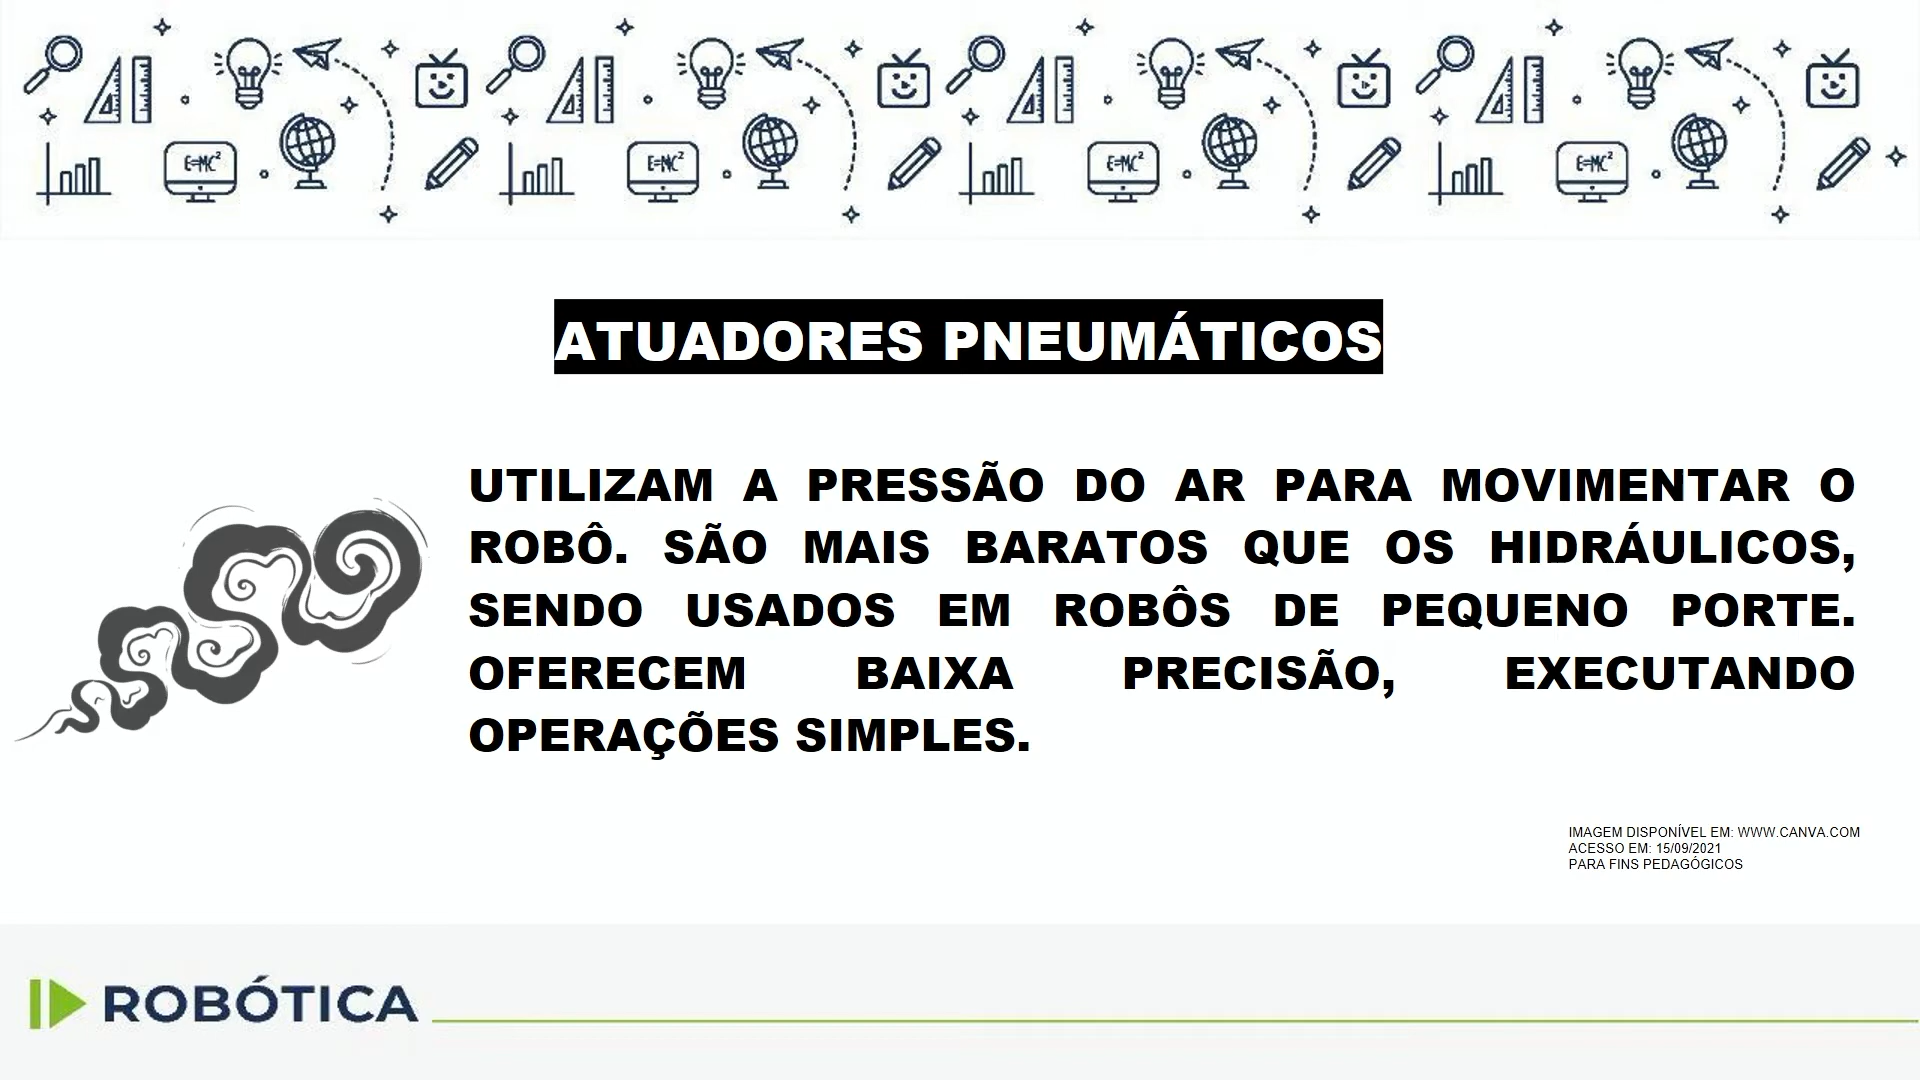 E=MC²
E=MC²
E=MC²
E=MC²
ATUADORES PNEUMÁTICOS
UTILIZAM A PRESSÃO DO AR PARA MOVIMENTAR O
ROBÔ. SÃO MAIS BARATOS QUE OS HIDRÁULICOS,
SENDO USADOS EM ROBÔS DE PEQUENO PORTE.
OFERECEM BAIXA PRECISÃO, EXECUTANDO
OPERAÇÕES SIMPLES.
IMAGEM DISPONÍVEL EM: WWW.CANVA.COM
ACESSO EM: 15/09/2021
PARA FINS PEDAGÓGICOS
ROBÓTICA